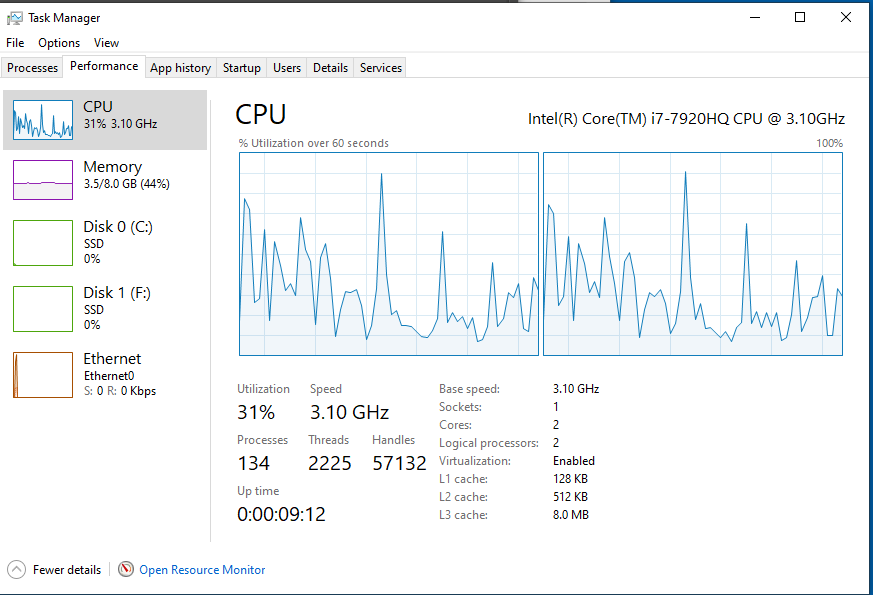 Task Manager
File Options View
Processes Performance App history Startup Users Details Services
CPU
31% 3.10 GHz
Memory
3.5/8.0 GB (44%)
Disk 0 (C:)
SSD
0%
Disk 1 (F:)
SSD
0%
Ethernet
Ethernet0
S: 0 R: 0 Kbps
CPU
Intel(R) Core(TM) i7-7920HQ CPU @ 3.10GHz
% Utilization over 60 seconds
100%
Utilization Speed
31% 3.10 GHz
Processes Threads Handles
134 2225 57132
Up time
0:00:09:12
Base speed: 3.10 GHz
Sockets: 1
Cores: 2
Logical processors: 2
Virtualization: Enabled
L1 cache: 128 KB
L2 cache: 512 KB
L3 cache: 8.0 MB
Fewer details
Open Resource Monitor